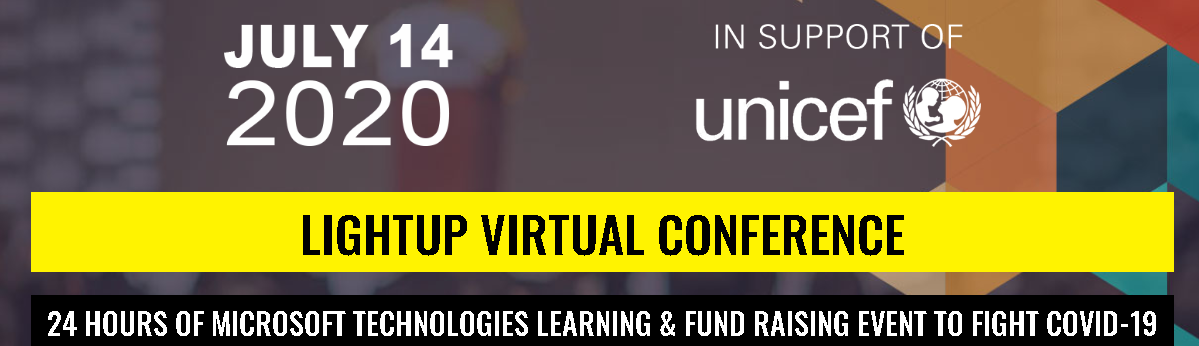 JULY 14
2020
IN SUPPORT OF
unicef
LIGHTUP VIRTUAL CONFERENCE
24 HOURS OF MICROSOFT TECHNOLOGIES LEARNING & FUND RAISING EVENT TO FIGHT COVID-19